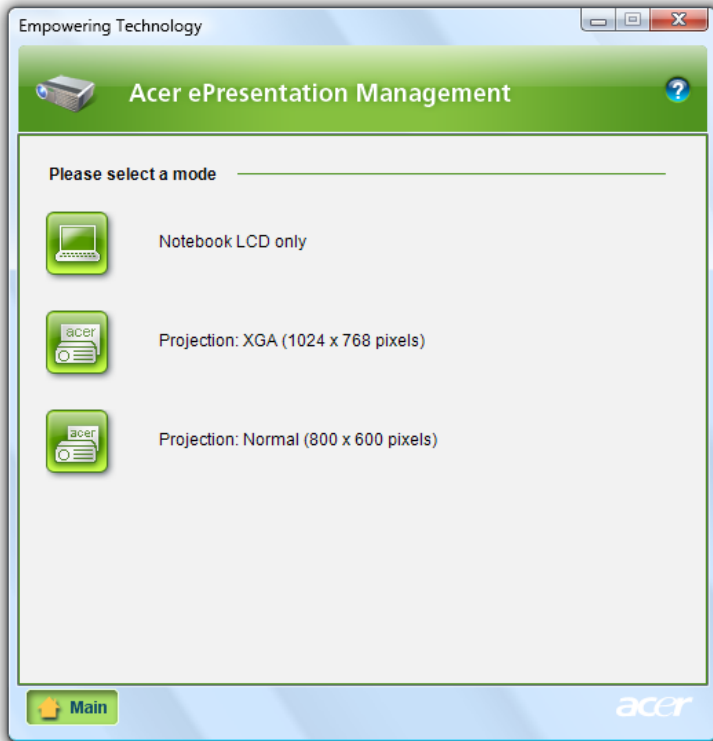 Empowering Technology
Acer ePresentation Management
?
Please select a mode
Notebook LCD only
acer
Projection: XGA (1024 x 768 pixels)
acer
Projection: Normal (800 x 600 pixels)
Main
acer